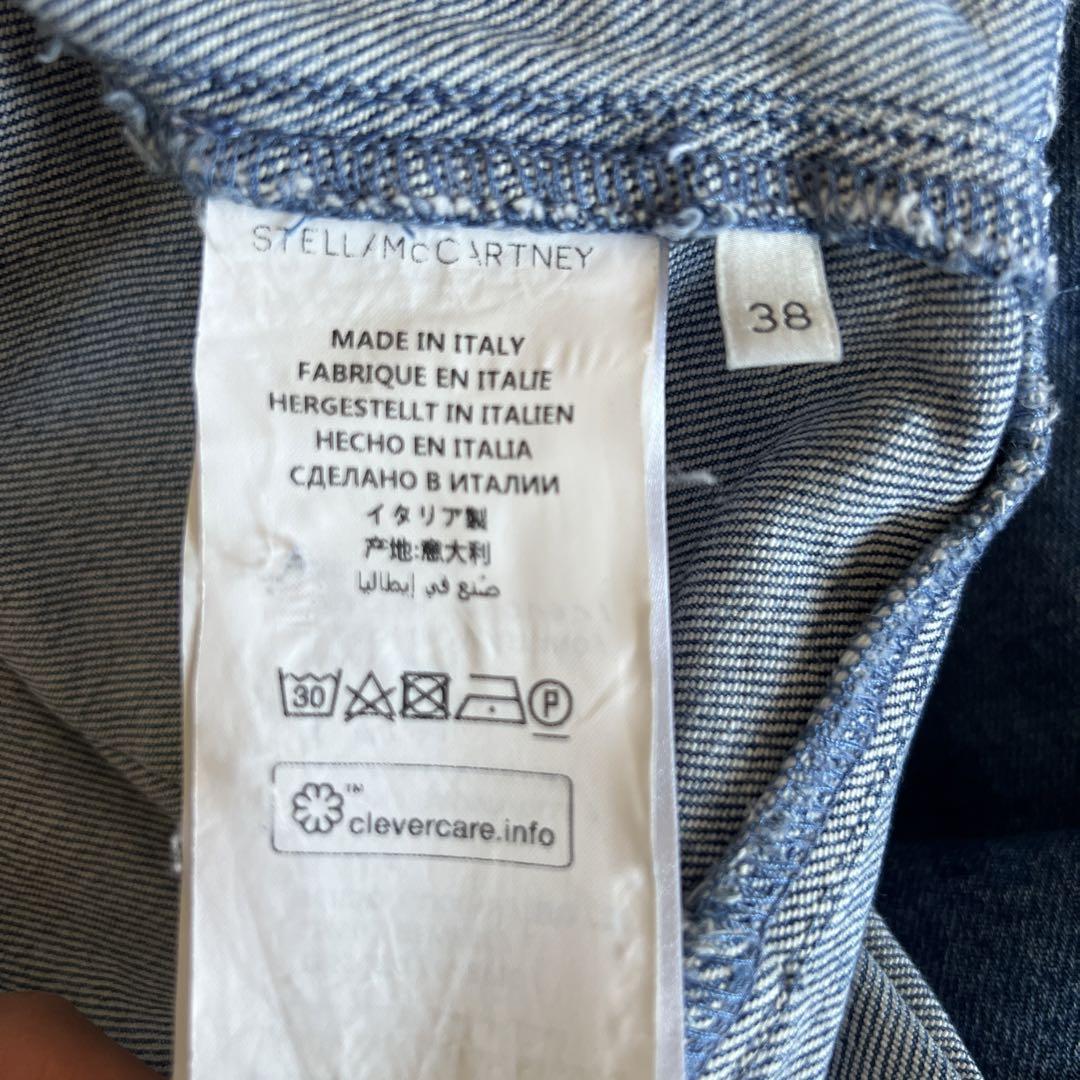 STELLA McCARTNEY
38
MADE IN ITALY
FABRIQUE EN ITALIE
HERGESTELLT IN ITALIEN
HECHO EN ITALIA
СДЕЛАНО В ИТАЛИИ
イタリア製
产地:意大利
صنع في إيطاليا
30 P
™
clevercare.info